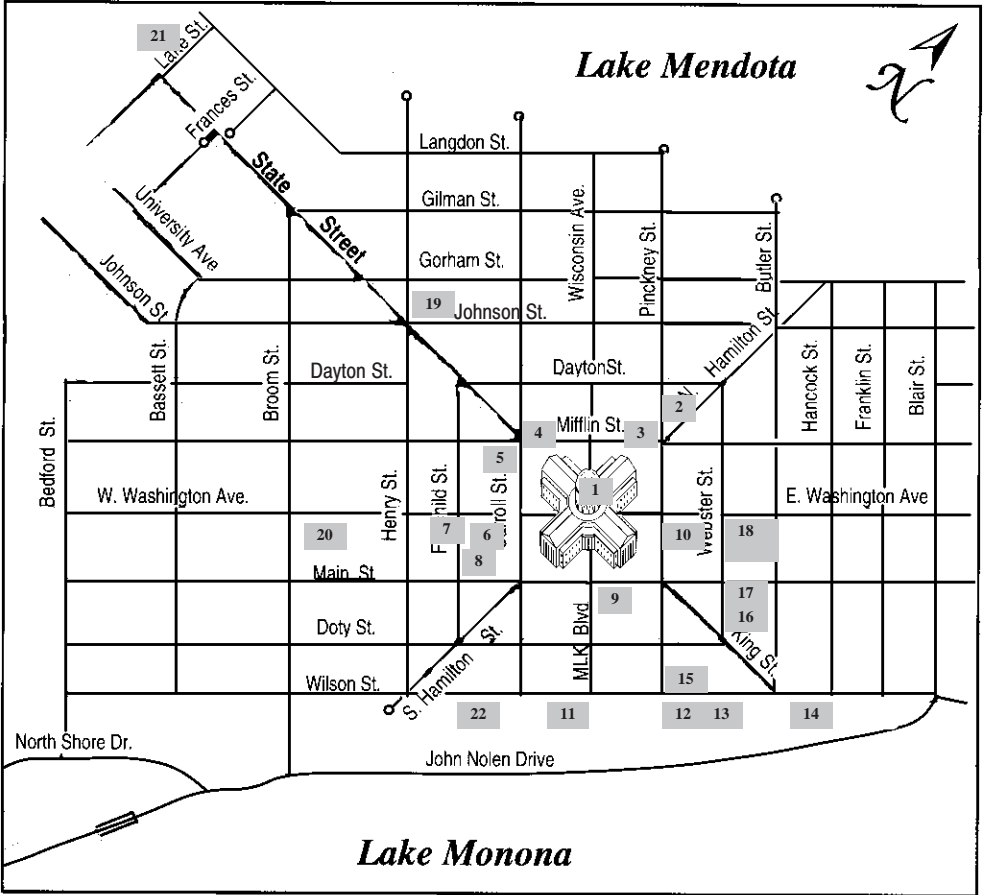 21
Lake St.
Lake Mendota
N
Frances St.
Langdon St.
State Street
Gilman St.
University Ave
Wisconsin Ave.
Pinckney St.
Butler St.
Gorham St.
Johnson St
19
Johnson St.
N. Hamilton St.
Bassett St.
Broom St.
Dayton St.
DaytonSt.
Hancock St.
Franklin St.
Blair St.
2
Mifflin St.
4
3
5
Bedford St.
Henry St.
Webster St.
1
W. Washington Ave.
E. Washington Ave
20
7
6
10
18
8
Main St
9
17
16
Doty St.
MLK Blvd
King St.
S. Hamilton St.
Wilson St.
15
22
11
12
13
14
North Shore Dr.
John Nolen Drive
Lake Monona